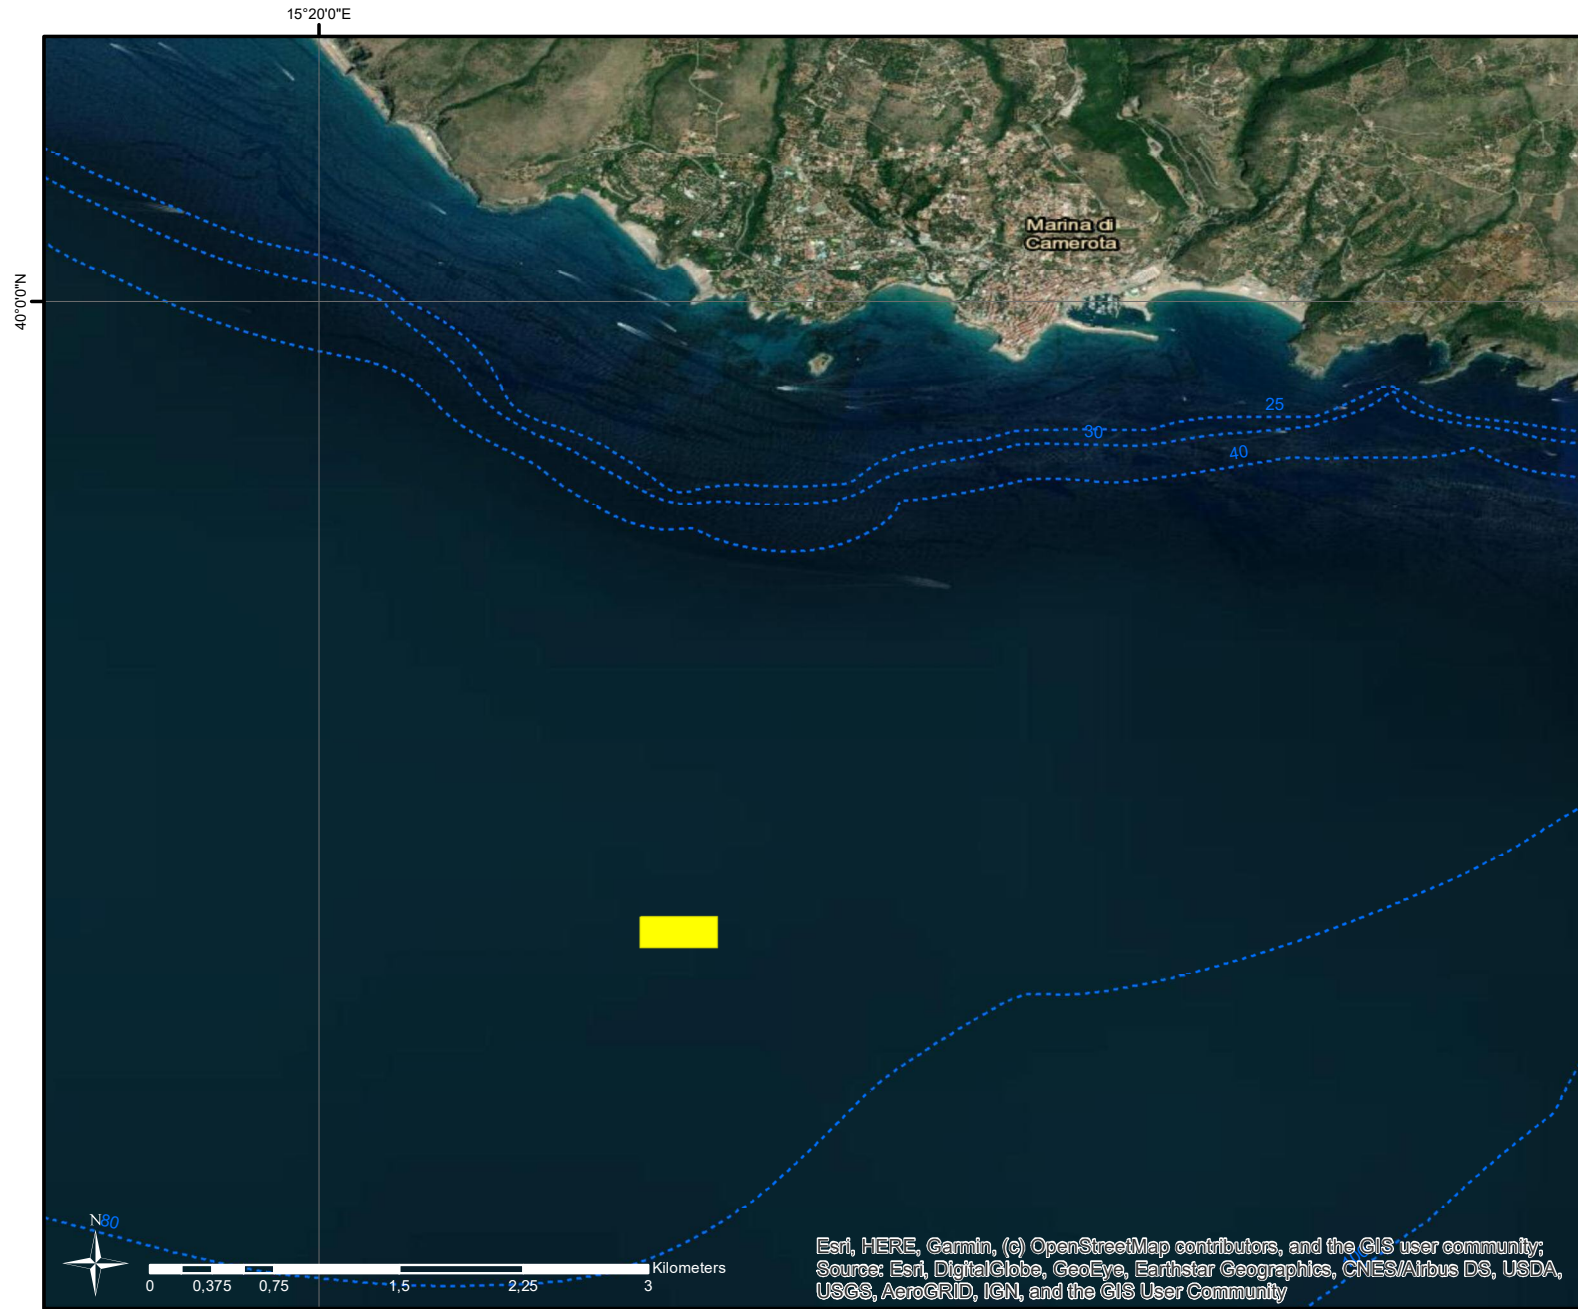 15°20'0"E
Marina di
Camerota
40°0'0"N
25
30
40
N
80
100
Kilometers
0 0,375 0,75 1,5 2,25 3
Esri, HERE, Garmin, (c) OpenStreetMap contributors, and the GIS user community;
Source: Esri, DigitalGlobe, GeoEye, Earthstar Geographics, CNES/Airbus DS, USDA,
USGS, AeroGRID, IGN, and the GIS User Community